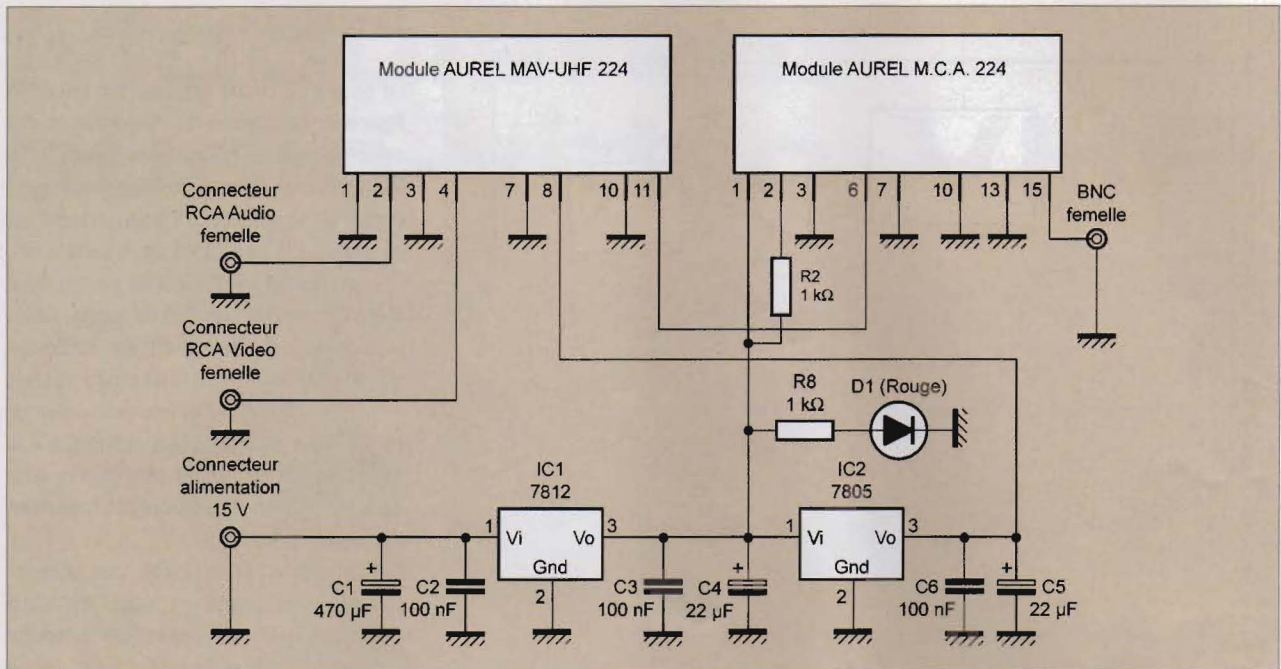 Module AUREL MAV-UHF 224
Module AUREL M.C.A. 224
1 2 3 4 7 8 10 11
1 2 3 6 7 10 13 15
Connecteur
RCA Audio
femelle
BNC
femelle
R2
1 kΩ
Connecteur
RCA Video
femelle
R8
1 kΩ
D1 (Rouge)
Connecteur
alimentation
15 V
IC1
7812
IC2
7805
1
Vi
Vo
3
Gnd
2
1
Vi
Vo
3
Gnd
2
+
C1
470 µF
C2
100 nF
C3
100 nF
+
C4
22 µF
C6
100 nF
+
C5
22 µF